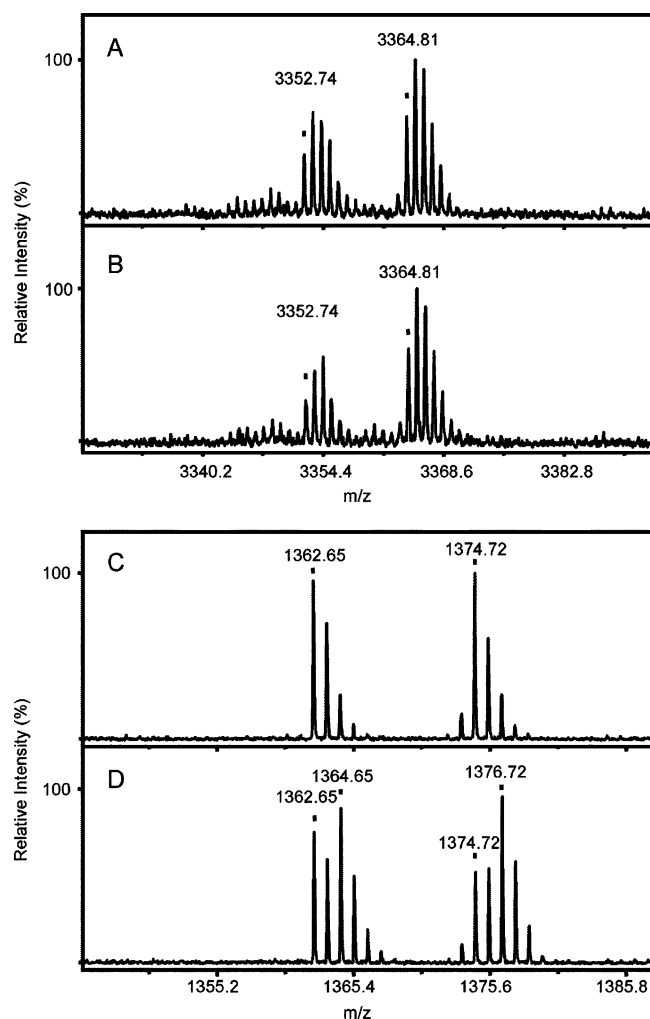 A
3364.81
100
3352.74
B
3364.81
100
3352.74
Relative Intensity (%)
3340.2 3354.4 3368.6 3382.8
m/z
C
1362.65 1374.72
100
D
1364.65 1376.72
100
1362.65
1374.72
Relative Intensity (%)
1355.2 1365.4 1375.6 1385.8
m/z